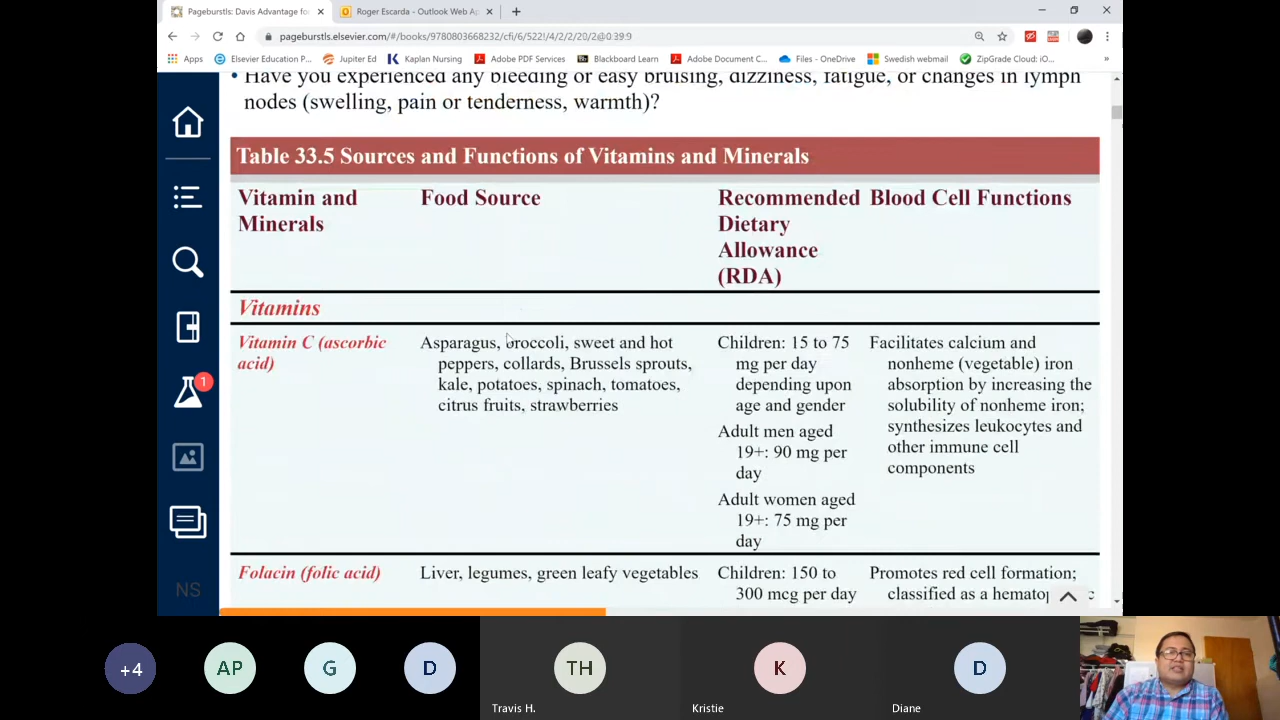 Pageburstls: Davis Advantage fo
Roger Escarda - Outlook Web Ap
pageburstls.elsevier.com/#/books/9780803668232/cfi/6/522!/4/2/2/20/2@0:39:9
Apps
Elsevier Education P...
Jupiter Ed
Kaplan Nursing
Adobe PDF Services
Blackboard Learn
Adobe Document C...
Files - OneDrive
Swedish webmail
ZipGrade Cloud: iO...
»
• Have you experienced any bleeding or easy bruising, dizziness, fatigue, or changes in lymph
nodes (swelling, pain or tenderness, warmth)?
Table 33.5 Sources and Functions of Vitamins and Minerals
Vitamin and
Minerals
Food Source
Recommended
Dietary
Allowance
(RDA)
Blood Cell Functions
Vitamins
Vitamin C (ascorbic
acid)
Asparagus, broccoli, sweet and hot
peppers, collards, Brussels sprouts,
kale, potatoes, spinach, tomatoes,
citrus fruits, strawberries
Children: 15 to 75
mg per day
depending upon
age and gender
Adult men aged
19+: 90 mg per
day
Adult women aged
19+: 75 mg per
day
Facilitates calcium and
nonheme (vegetable) iron
absorption by increasing the
solubility of nonheme iron;
synthesizes leukocytes and
other immune cell
components
Folacin (folic acid)
Liver, legumes, green leafy vegetables
Children: 150 to
300 mcg per day
Promotes red cell formation;
classified as a
1
NS
+4
AP
G
D
TH
K
D
Travis H.
Kristie
Diane